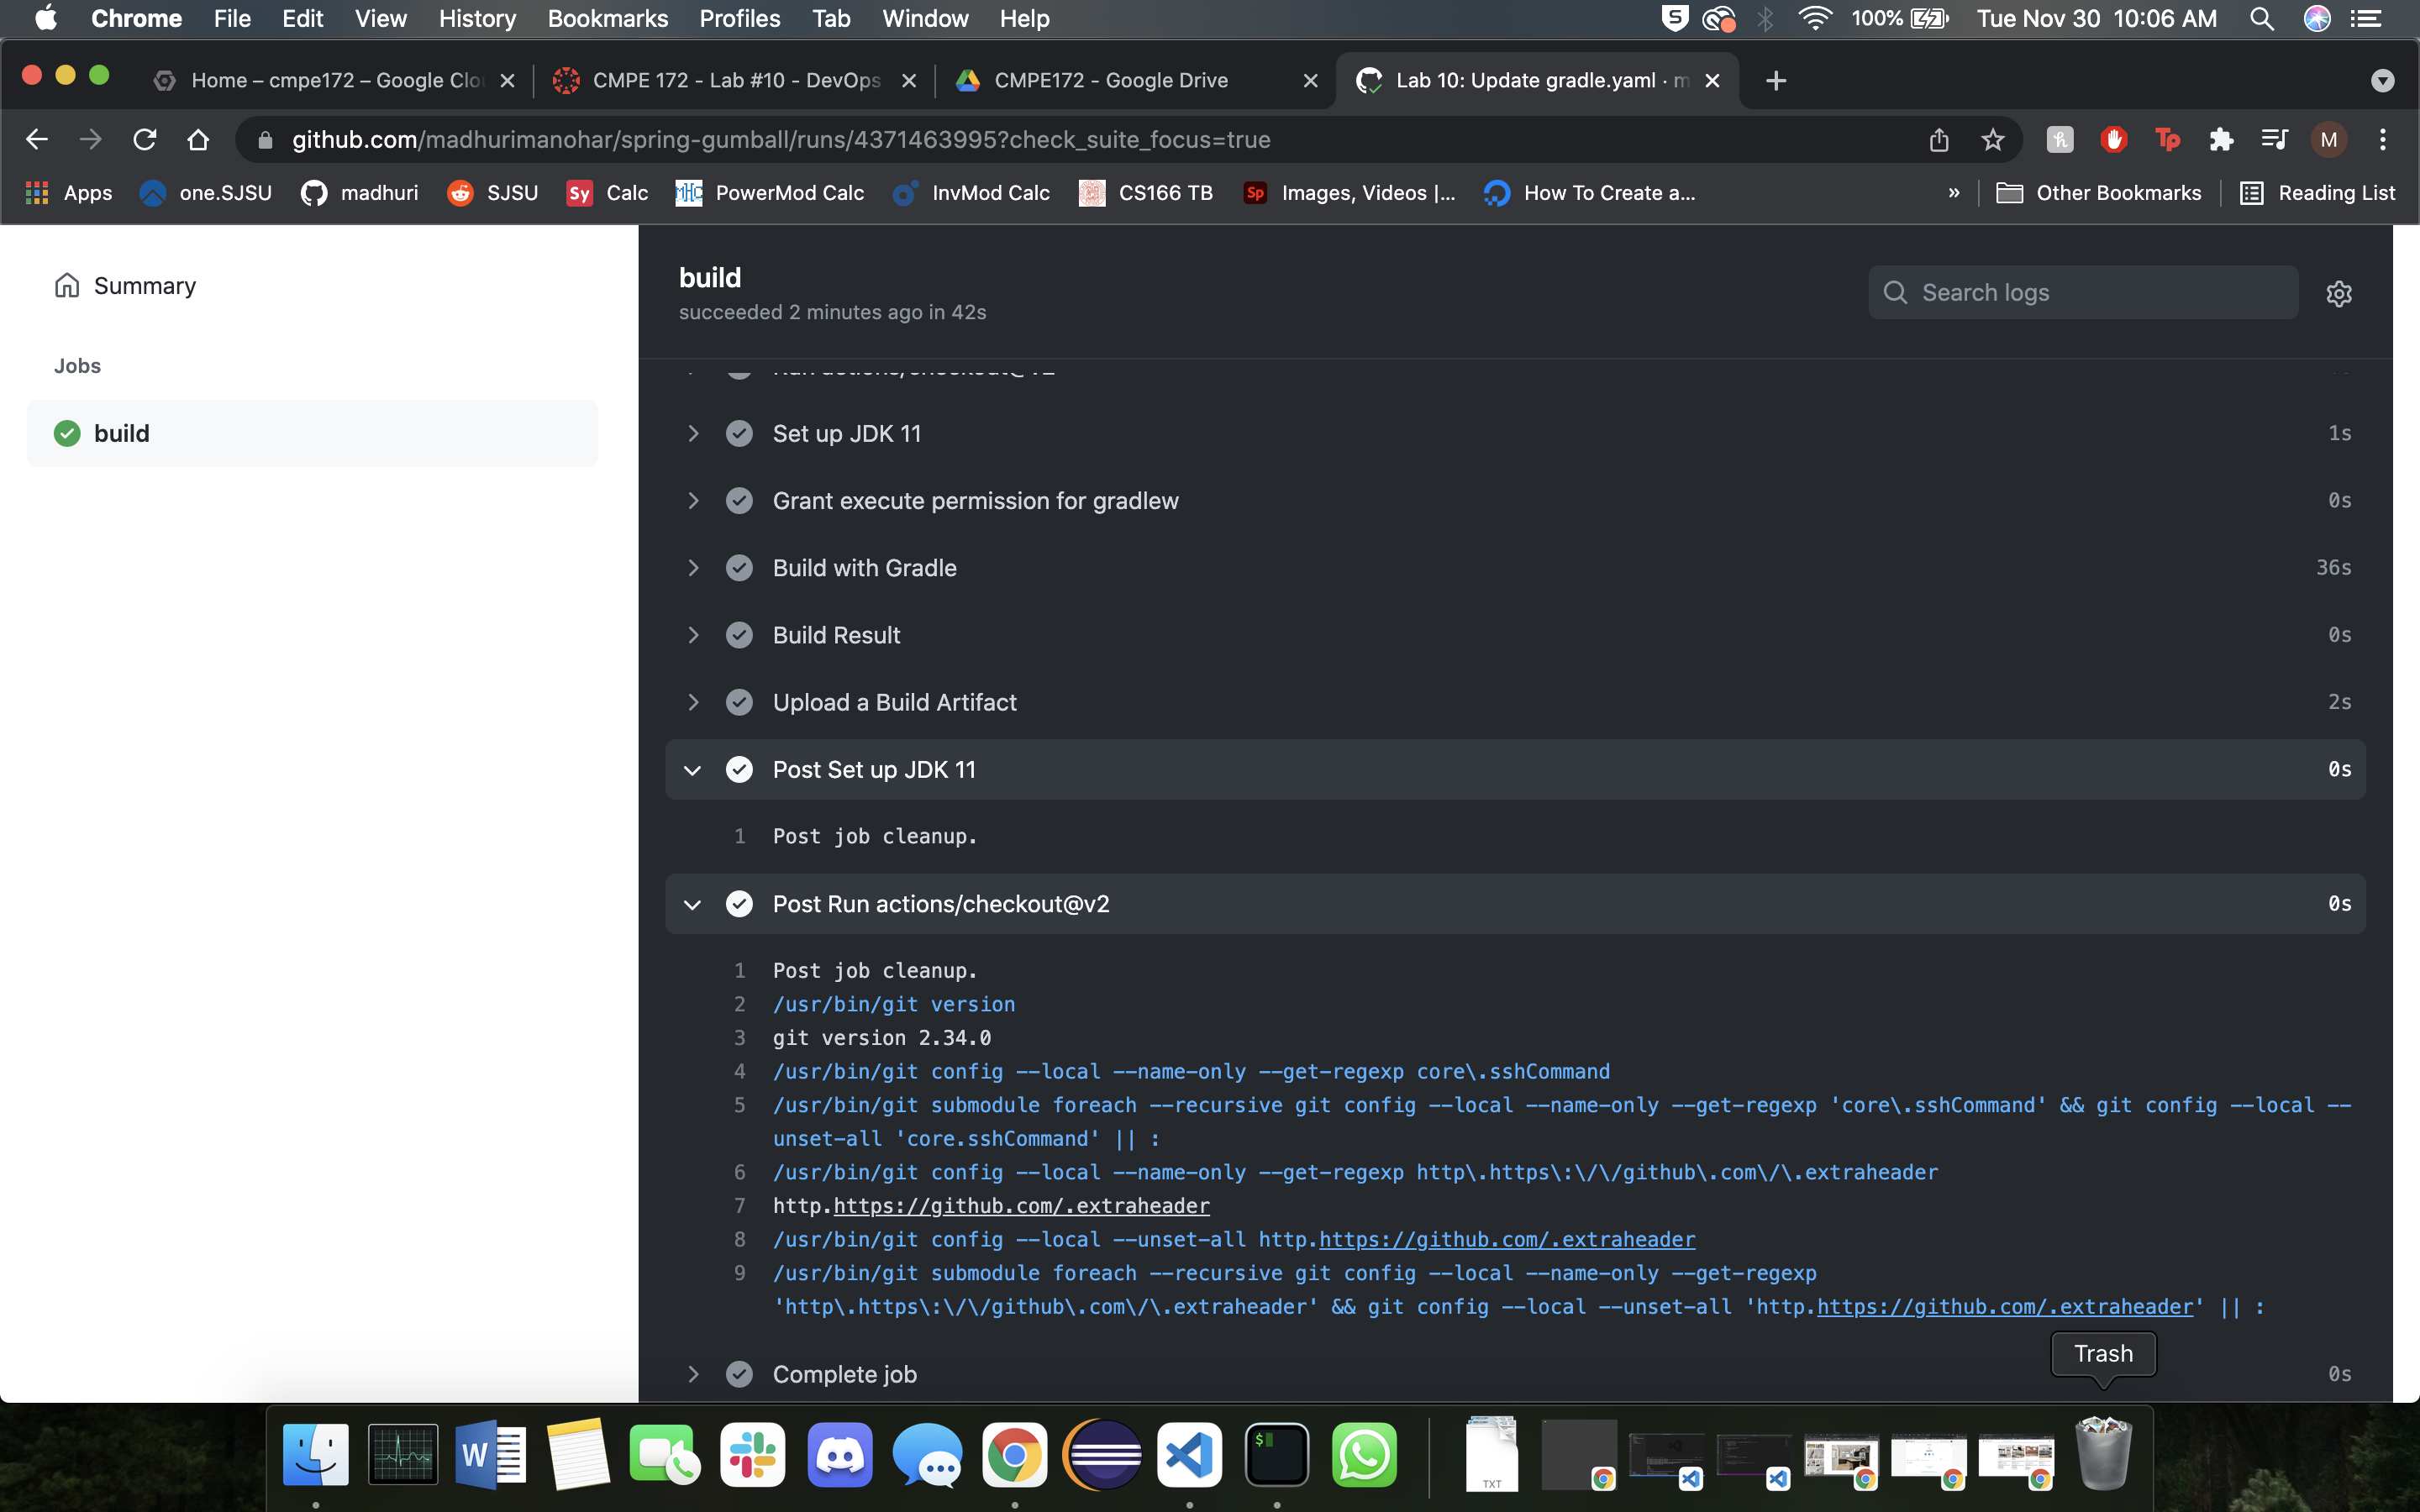 Chrome File Edit View History Bookmarks Profiles Tab Window Help 100% Tue Nov 30 10:06 AM
Home – cmpe172 – Google Clou CMPE 172 - Lab #10 - DevOps CMPE172 - Google Drive Lab 10: Update gradle.yaml · m
github.com/madhurimanohar/spring-gumball/runs/4371463995?check_suite_focus=true M
Apps one.SJSU madhuri SJSU Sy Calc MHC PowerMod Calc InvMod Calc CS166 TB Sp Images, Videos |... How To Create a... » Other Bookmarks Reading List
Summary
Jobs
build
build
succeeded 2 minutes ago in 42s
Search logs
Run actions/checkout@v2
Set up JDK 11 1s
Grant execute permission for gradlew 0s
Build with Gradle 36s
Build Result 0s
Upload a Build Artifact 2s
Post Set up JDK 11 0s
1 Post job cleanup.
Post Run actions/checkout@v2 0s
1 Post job cleanup.
2 /usr/bin/git version
3 git version 2.34.0
4 /usr/bin/git config --local --name-only --get-regexp core\.sshCommand
5 /usr/bin/git submodule foreach --recursive git config --local --name-only --get-regexp 'core\.sshCommand' && git config --local --
unset-all 'core.sshCommand' || :
6 /usr/bin/git config --local --name-only --get-regexp http\.https\:\/\/github\.com\/\.extraheader
7 http.https://github.com/.extraheader
8 /usr/bin/git config --local --unset-all http.https://github.com/.extraheader
9 /usr/bin/git submodule foreach --recursive git config --local --name-only --get-regexp
'http\.https\:\/\/github\.com\/\.extraheader' && git config --local --unset-all 'http.https://github.com/.extraheader' || :
Complete job 0s
Trash
TXT